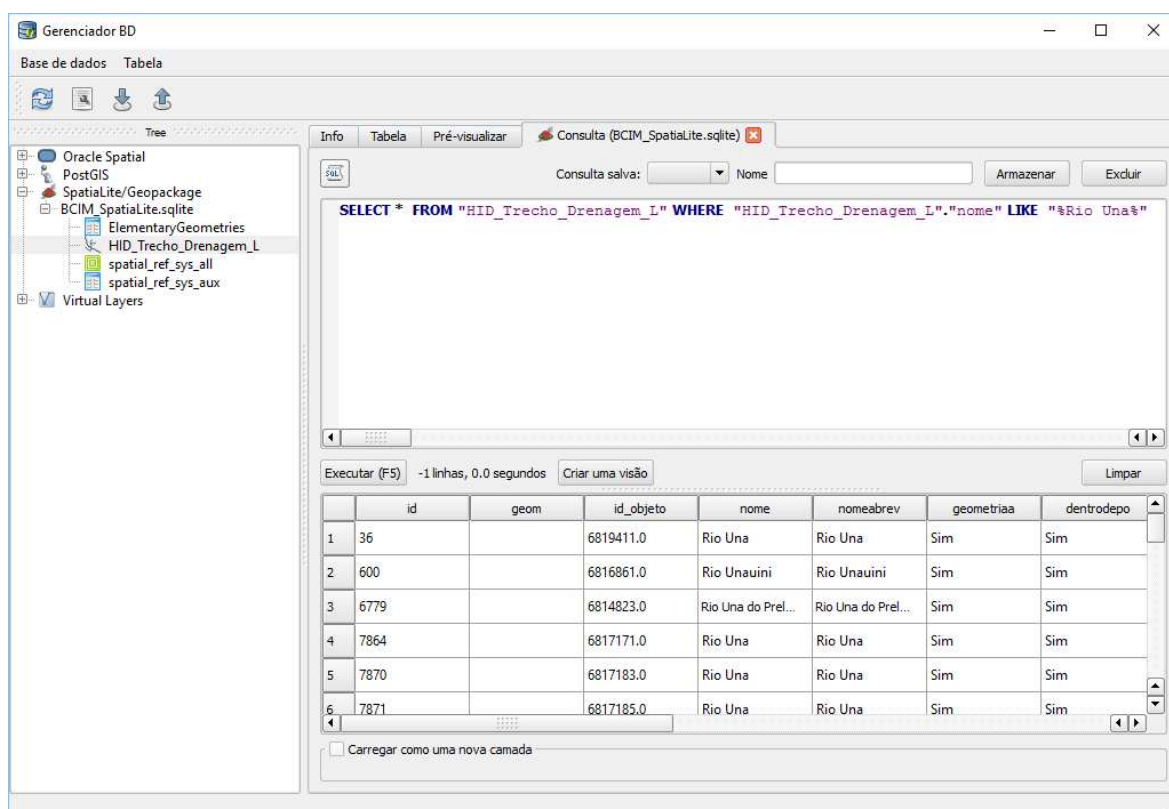 Gerenciador BD
Base de dados Tabela
Tree
Oracle Spatial
PostGIS
SpatiaLite/Geopackage
BCIM_SpatiaLite.sqlite
ElementaryGeometries
HID_Trecho_Drenagem_L
spatial_ref_sys_all
spatial_ref_sys_aux
Virtual Layers
Info Tabela Pré-visualizar Consulta (BCIM_SpatiaLite.sqlite)
SQL Consulta salva: Nome Armazenar Excluir
SELECT * FROM "HID_Trecho_Drenagem_L" WHERE "HID_Trecho_Drenagem_L"."nome" LIKE "%Rio Una%"
Executar (F5) -1 linhas, 0.0 segundos Criar uma visão Limpar
id geom id_objeto nome nomeabrev geometriaa dentrodepo
1 36 6819411.0 Rio Una Rio Una Sim Sim
2 600 6816861.0 Rio Unauini Rio Unauini Sim Sim
3 6779 6814823.0 Rio Una do Prel... Rio Una do Prel... Sim Sim
4 7864 6817171.0 Rio Una Rio Una Sim Sim
5 7870 6817183.0 Rio Una Rio Una Sim Sim
6 7871 6817185.0 Rio Una Rio Una Sim Sim
Carregar como uma nova camada